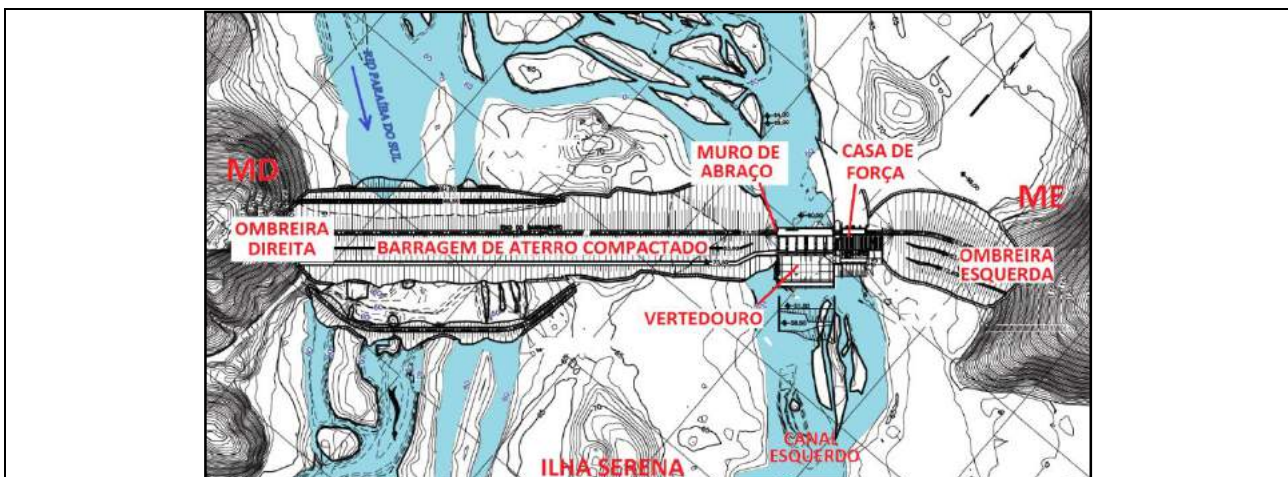 RIO PARAÍBA DO SUL
MD
MURO DE
ABRAÇO
CASA DE
FORÇA
ME
OMBREIRA
DIREITA
BARRAGEM DE ATERRO COMPACTADO
OMBREIRA
ESQUERDA
VERTEDOURO
CANAL
ESQUERDO
ILHA SERENA